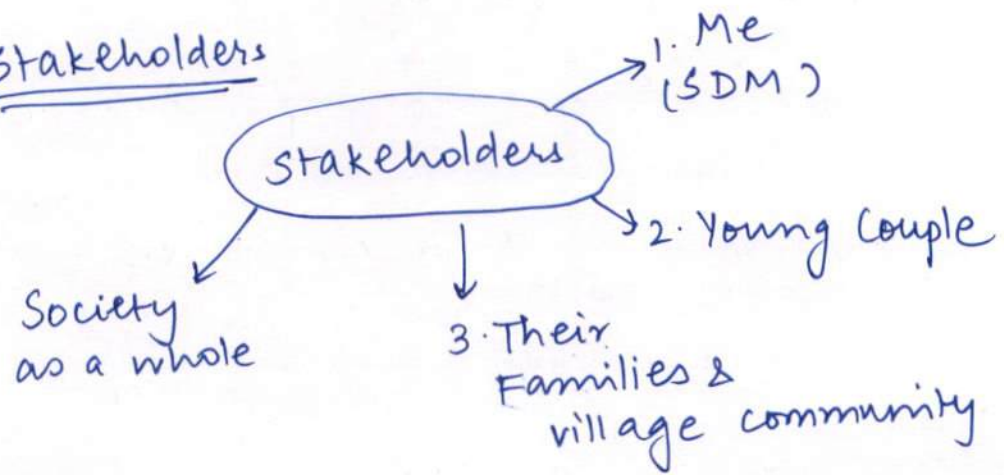 Stakeholders
Stakeholders
1. Me
(SDM)
2. Young Couple
3. Their
Families &
village community
Society
as a whole